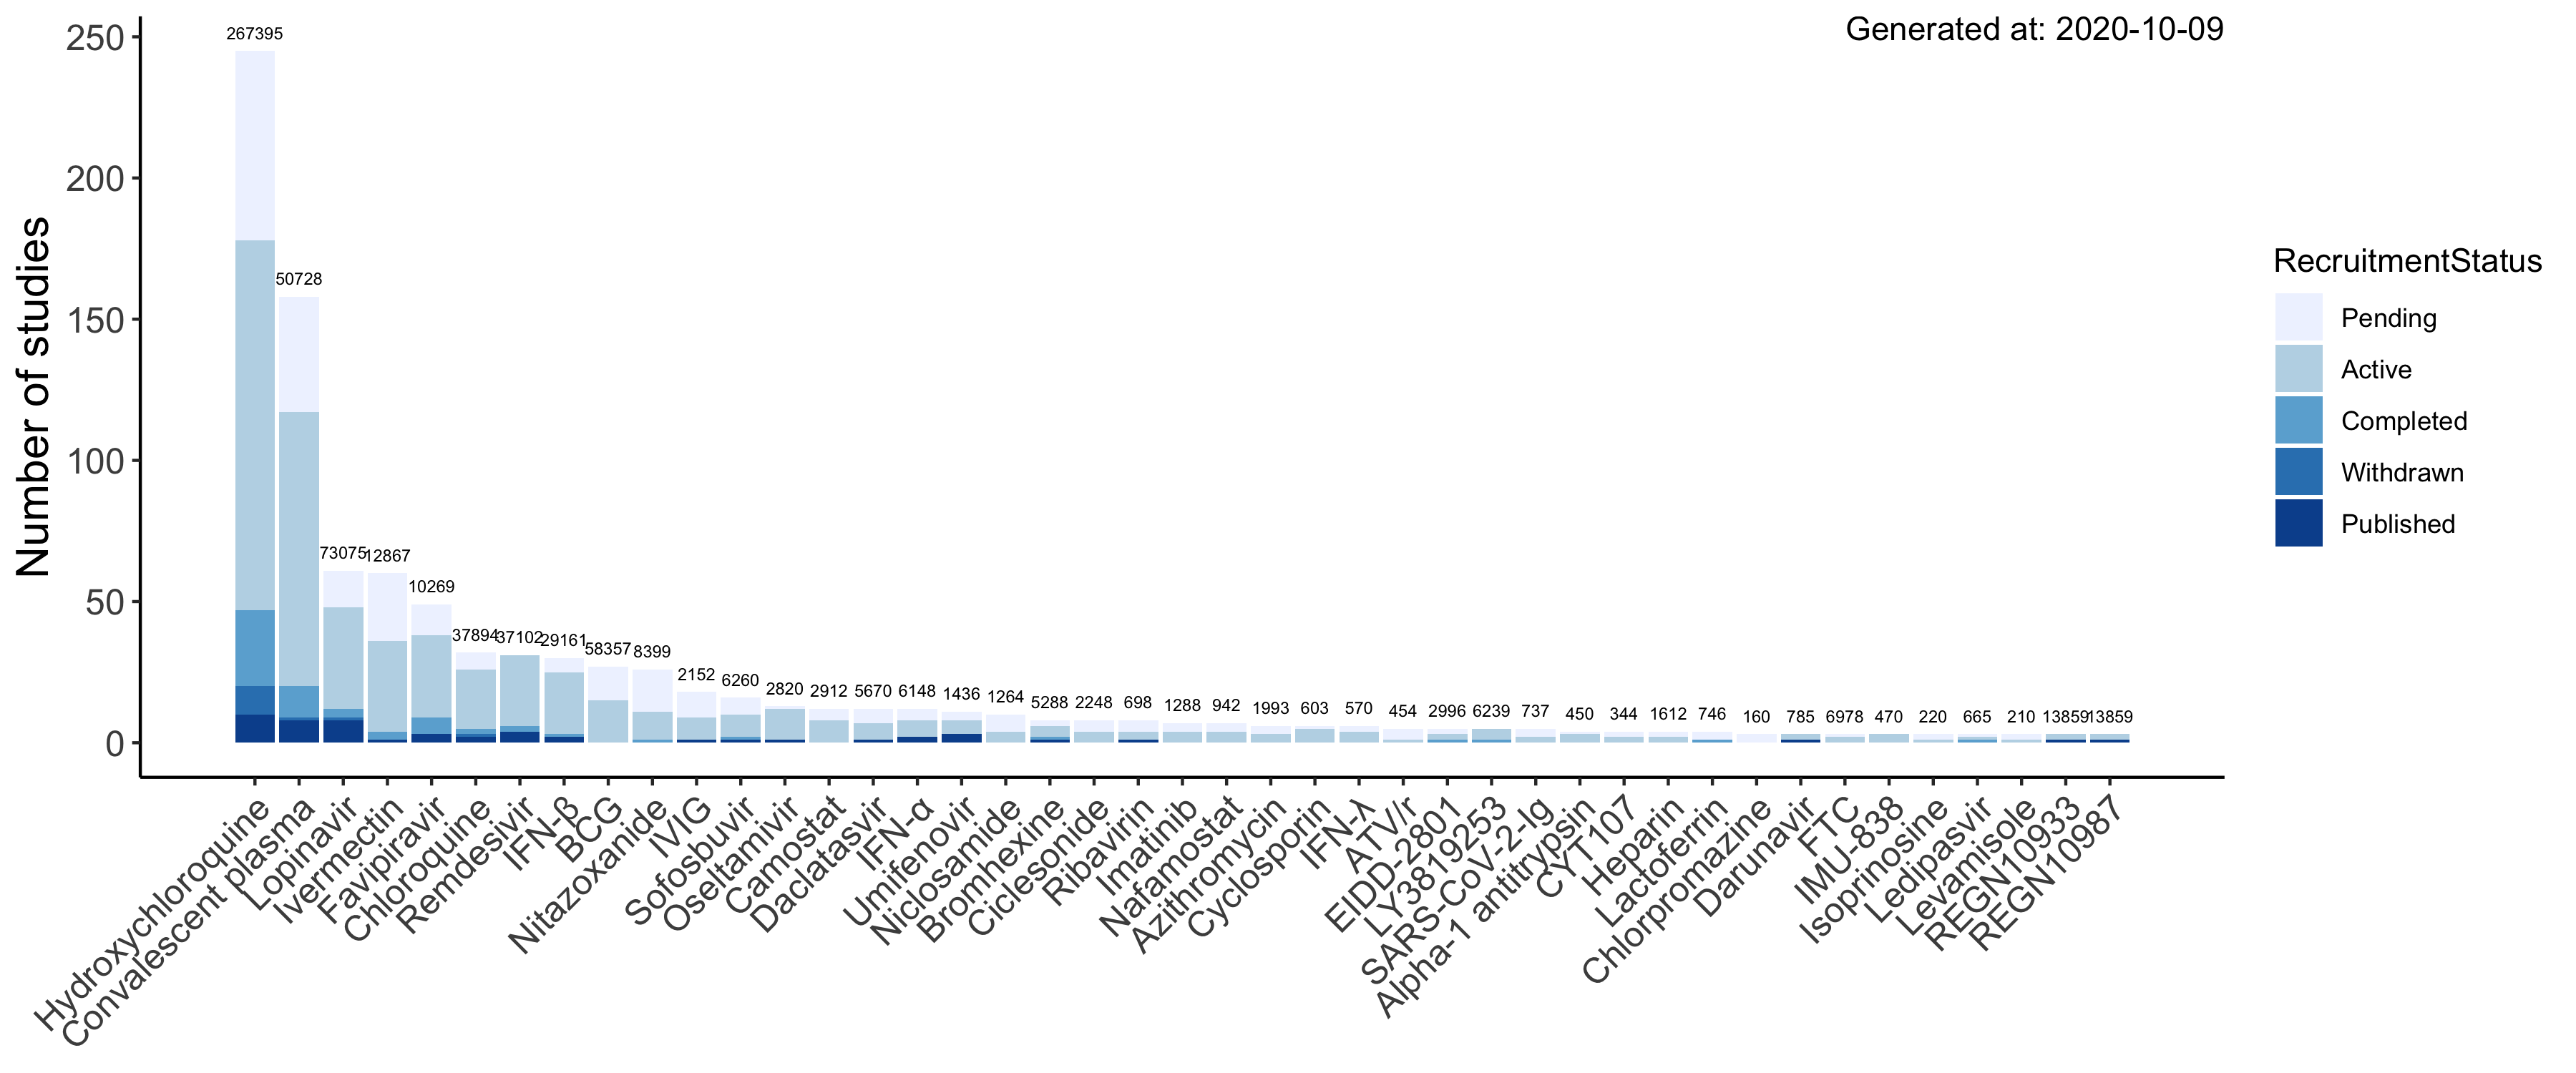 Generated at: 2020-10-09
Number of studies
250
200
150
100
50
0
267395
50728
73075
12867
10269
37894
37102
29161
58357
8399
2152
6260
2820
2912
5670
6148
1436
1264
5288
2248
698
1288
942
1993
603
570
454
2996
6239
737
450
344
1612
746
160
785
6978
470
220
665
210
13859
13859
Hydroxychloroquine
Convalescent plasma
Lopinavir
Ivermectin
Favipiravir
Chloroquine
Remdesivir
IFN-β
BCG
Nitazoxanide
IVIG
Sofosbuvir
Oseltamivir
Camostat
Daclatasvir
IFN-α
Umifenovir
Niclosamide
Bromhexine
Ciclesonide
Ribavirin
Imatinib
Nafamostat
Azithromycin
Cyclosporin
IFN-λ
ATV/r
EIDD-2801
LY3819253
SARS-CoV-2-Ig
Alpha-1 antitrypsin
CYT107
Heparin
Lactoferrin
Chlorpromazine
Darunavir
FTC
IMU-838
Isoprinosine
Ledipasvir
Levamisole
REGN10933
REGN10987
RecruitmentStatus
Pending
Active
Completed
Withdrawn
Published